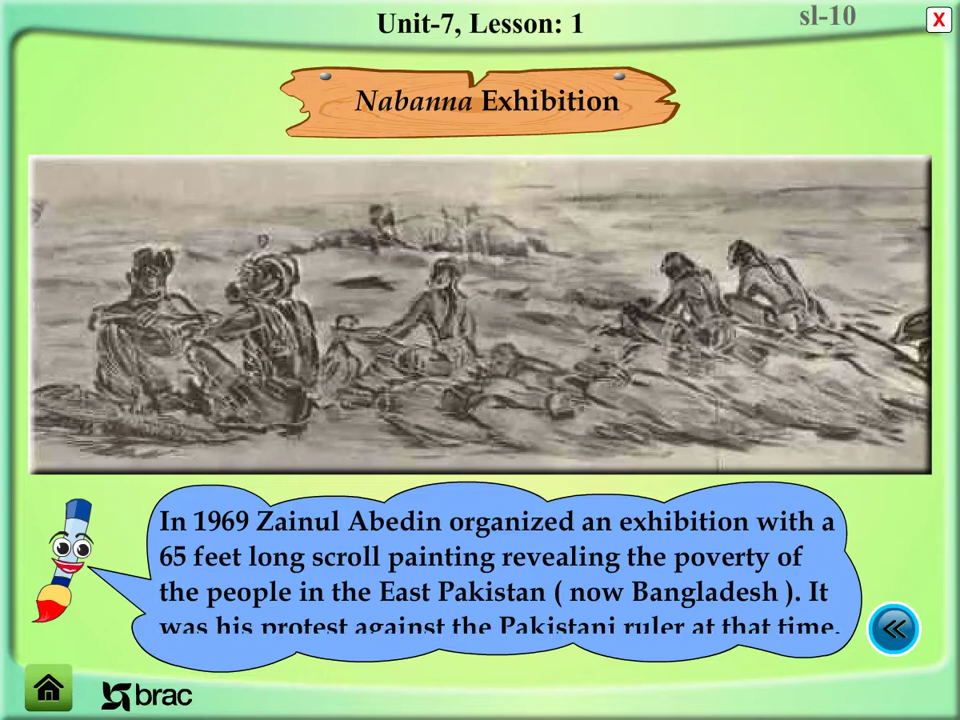 Unit-7, Lesson: 1
sl-10
X
Nabanna Exhibition
In 1969 Zainul Abedin organized an exhibition with a
65 feet long scroll painting revealing the poverty of
the people in the East Pakistan ( now Bangladesh ). It
was his protest against the Pakistani ruler at that time.
brac